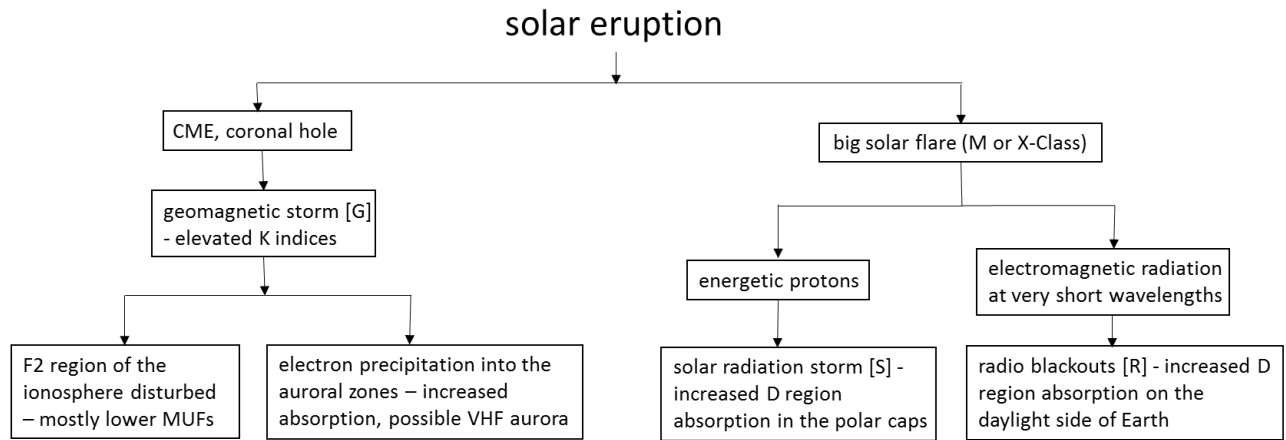 solar eruption
CME, coronal hole
big solar flare (M or X-Class)
geomagnetic storm [G]
- elevated K indices
energetic protons
electromagnetic radiation
at very short wavelengths
F2 region of the
ionosphere disturbed
– mostly lower MUFs
electron precipitation into the
auroral zones – increased
absorption, possible VHF aurora
solar radiation storm [S] -
increased D region
absorption in the polar caps
radio blackouts [R] - increased D
region absorption on the
daylight side of Earth